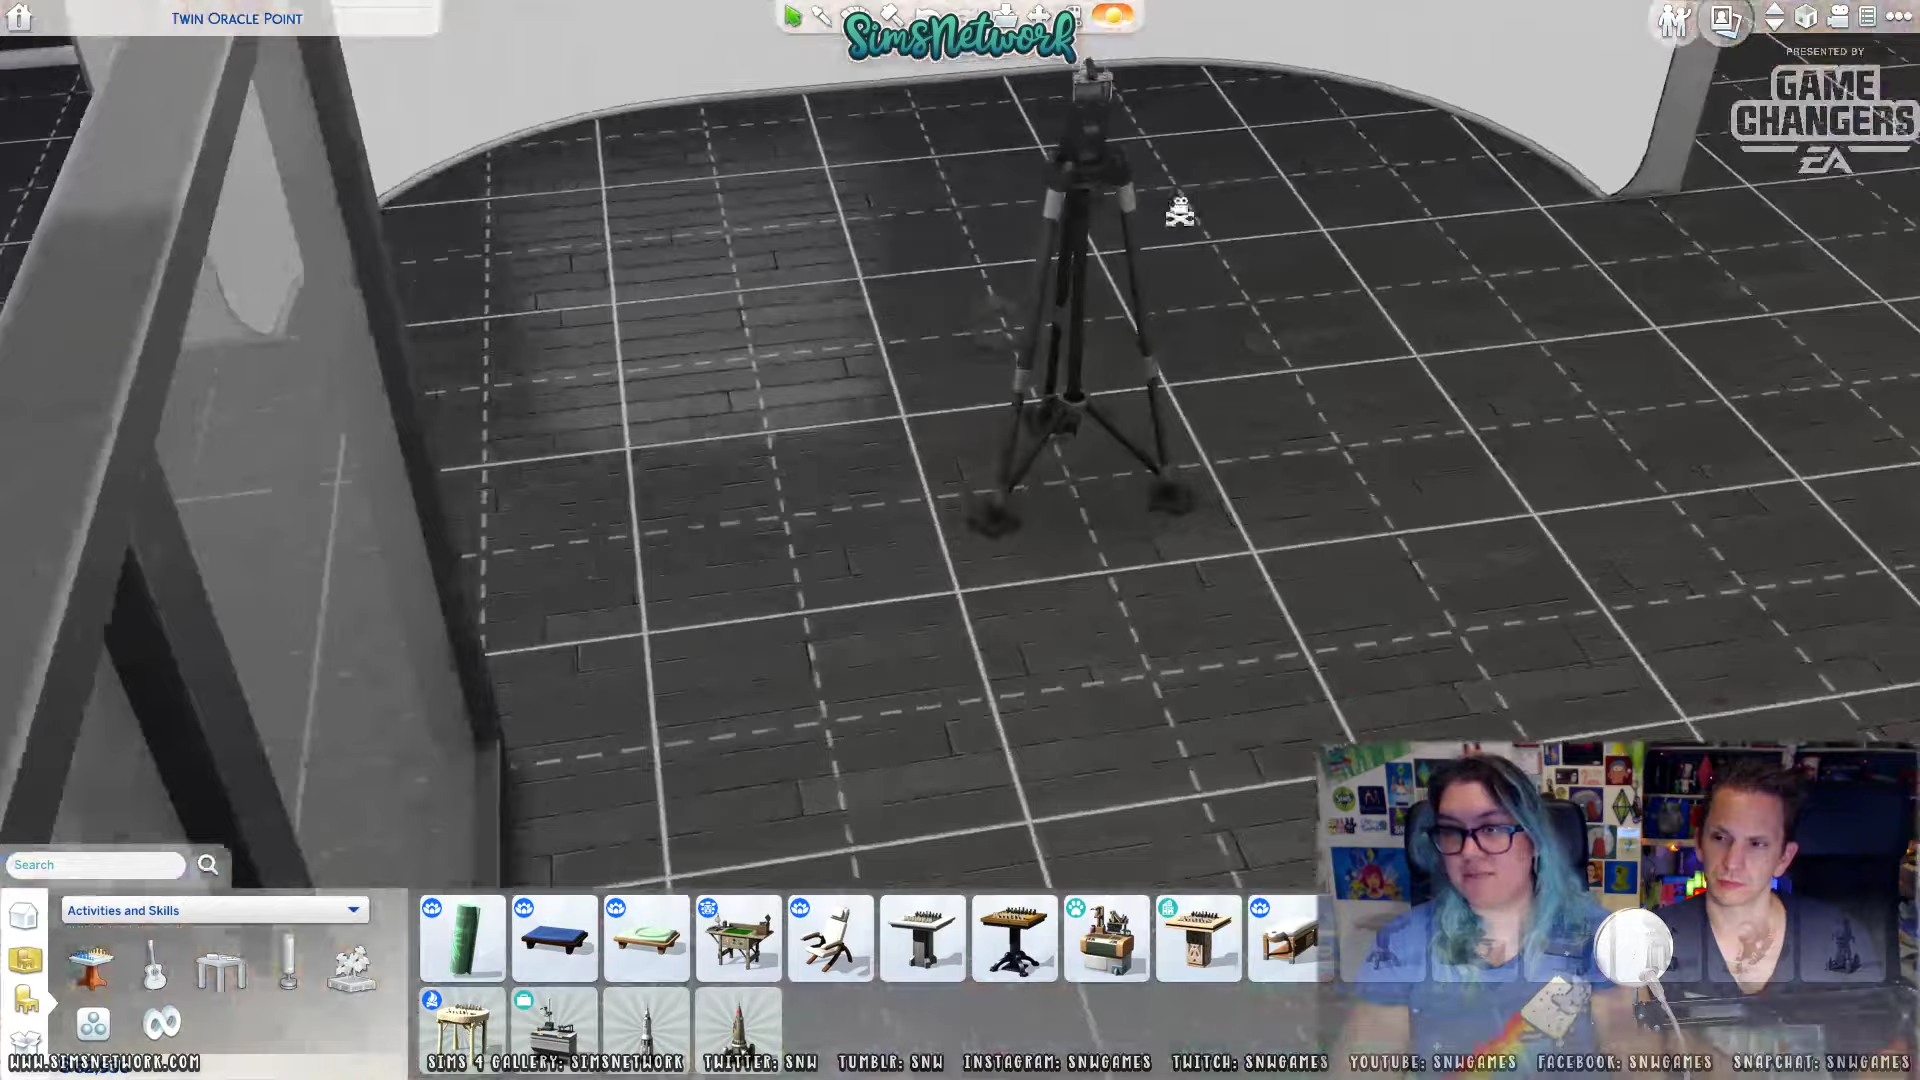 TWIN ORACLE POINT
SimsNetwork
PRESENTED BY
GAME
CHANGERS
EA
Search
Activities and Skills
WWW.SIMSNETWORK.COM
SIMS 4 GALLERY: SIMSNETWORK TWITTER: SNW TUMBLR: SNW INSTAGRAM: SNWGAMES TWITCH: SNWGAMES YOUTUBE: SNWGAMES FACEBOOK: SNWGAMES SNAPCHAT: SNWGAMES